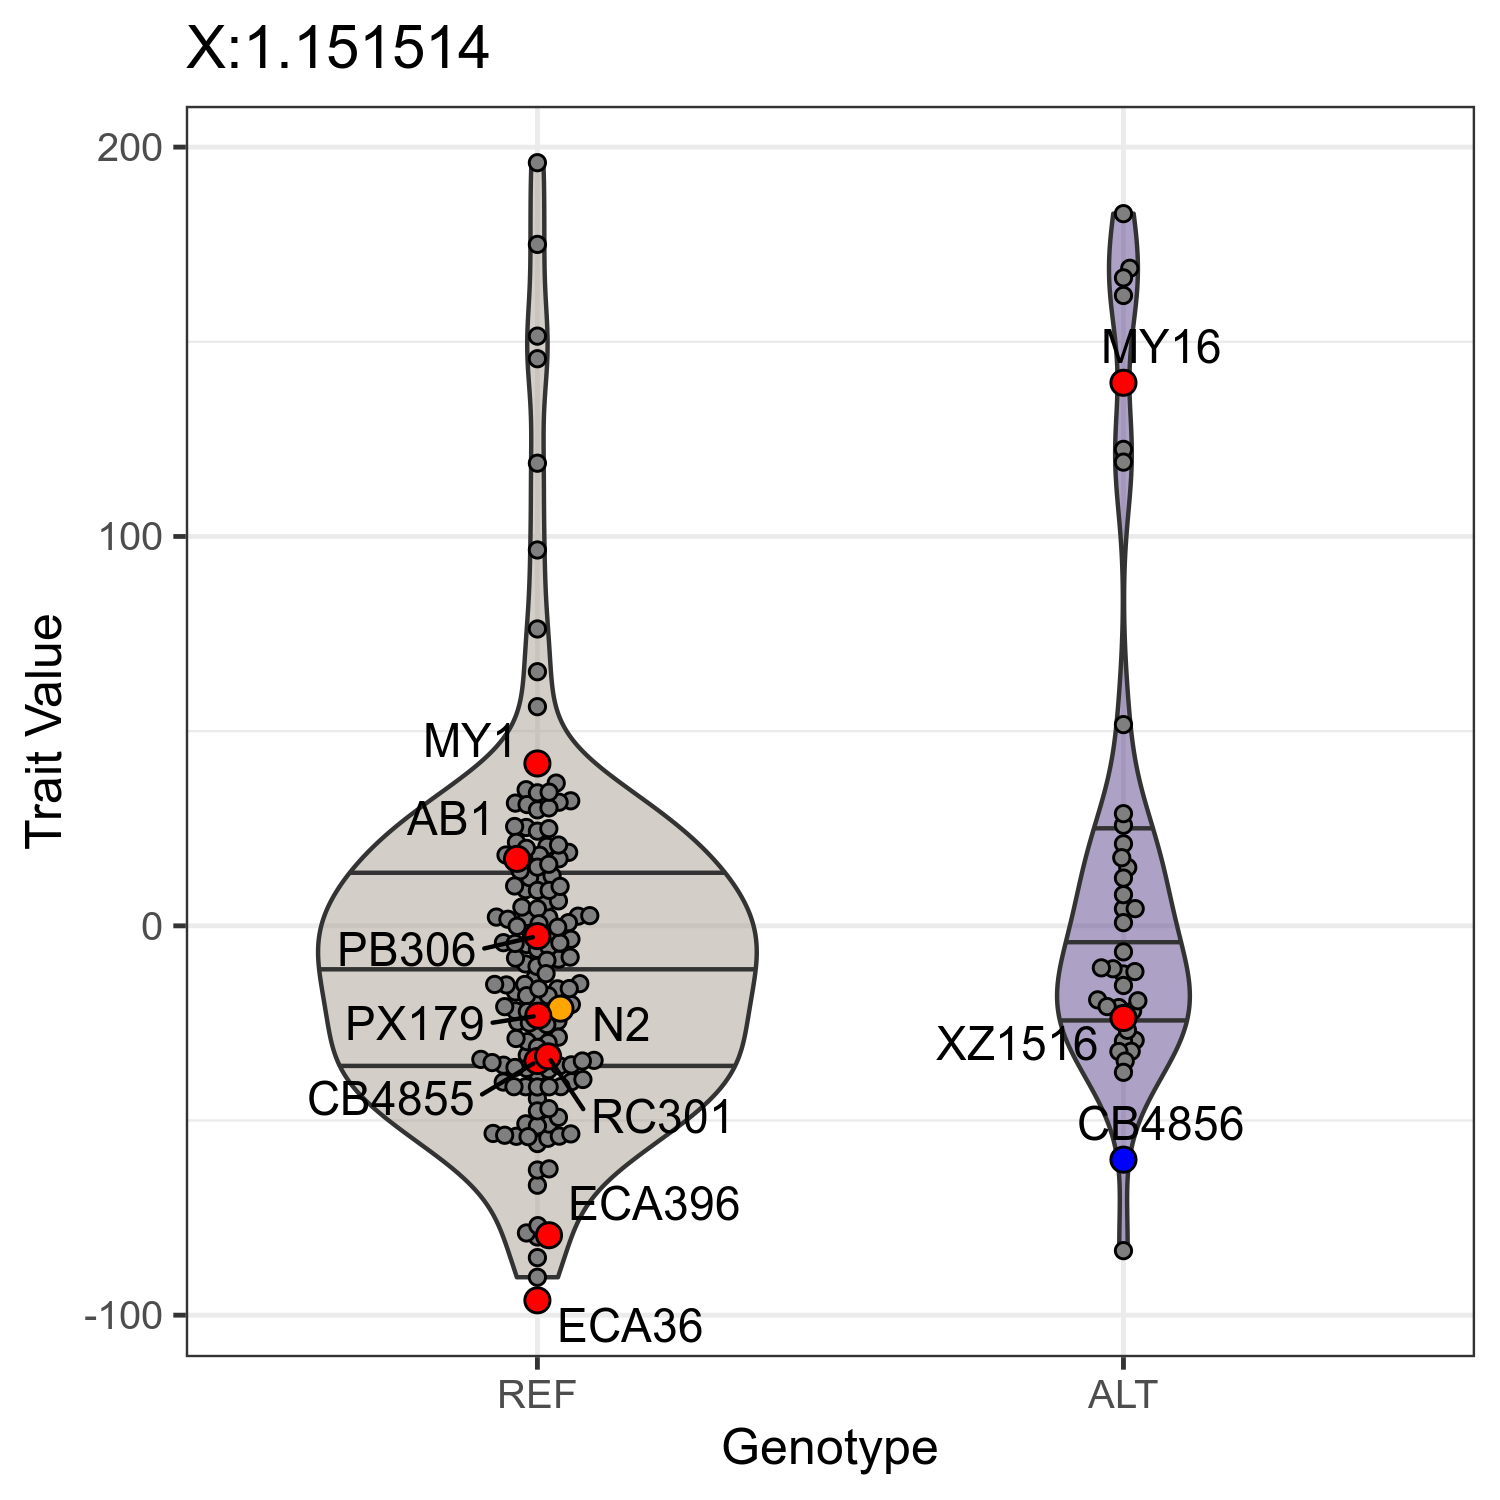 X:1.151514
200
100
0
-100
Trait Value
MY16
MY1
AB1
PB306
PX179
N2
XZ1516
CB4855
RC301
CB4856
ECA396
ECA36
REF
ALT
Genotype